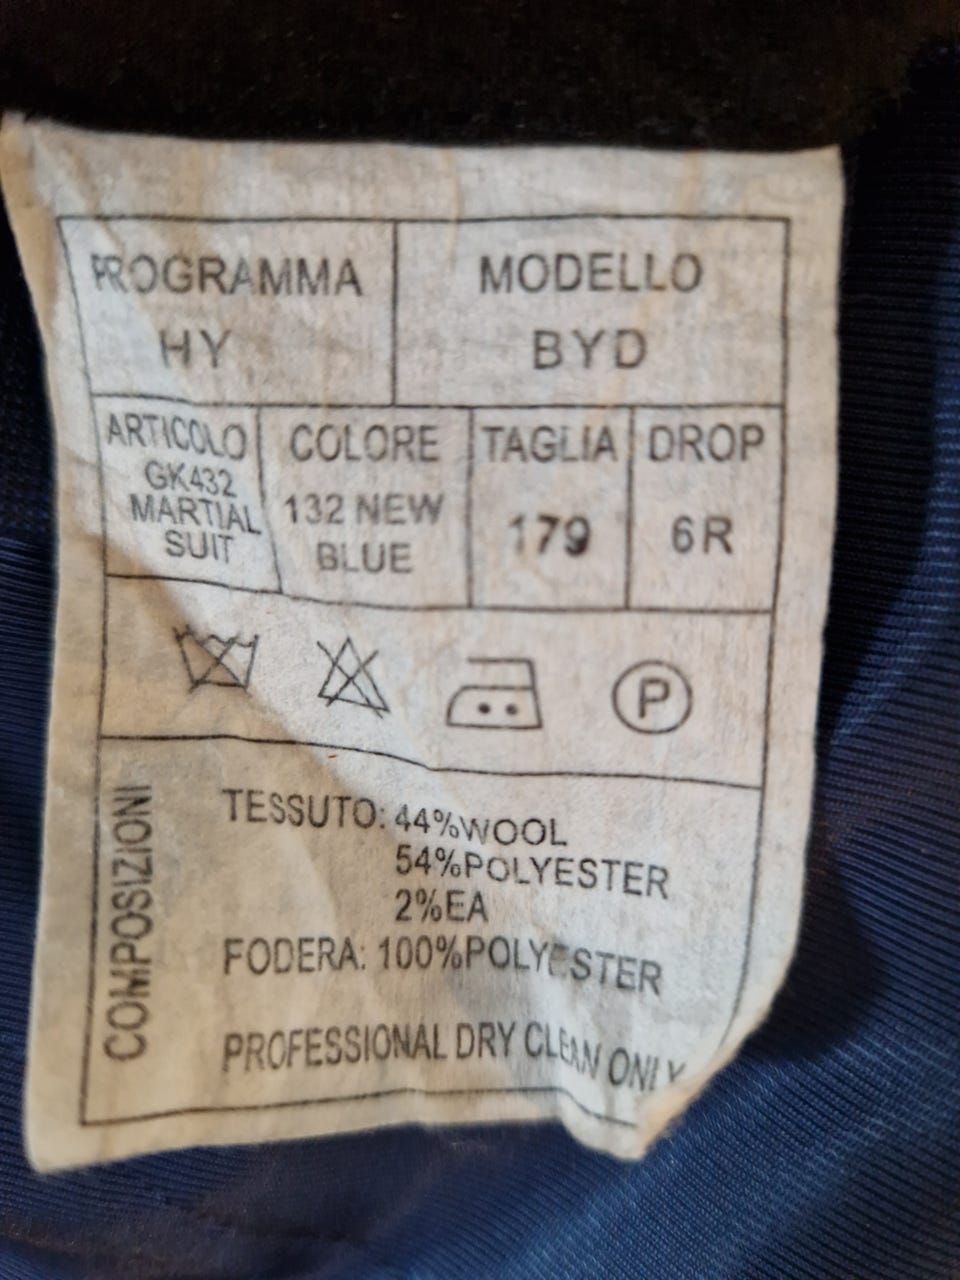 PROGRAMMA
HY
MODELLO
BYD
ARTICOLO
GK432
MARTIAL
SUIT
COLORE
132 NEW
BLUE
TAGLIA
179
DROP
6R
P
COMPOSIZIONI
TESSUTO: 44%WOOL
54%POLYESTER
2%EA
FODERA: 100%POLYESTER
PROFESSIONAL DRY CLEAN ONLY